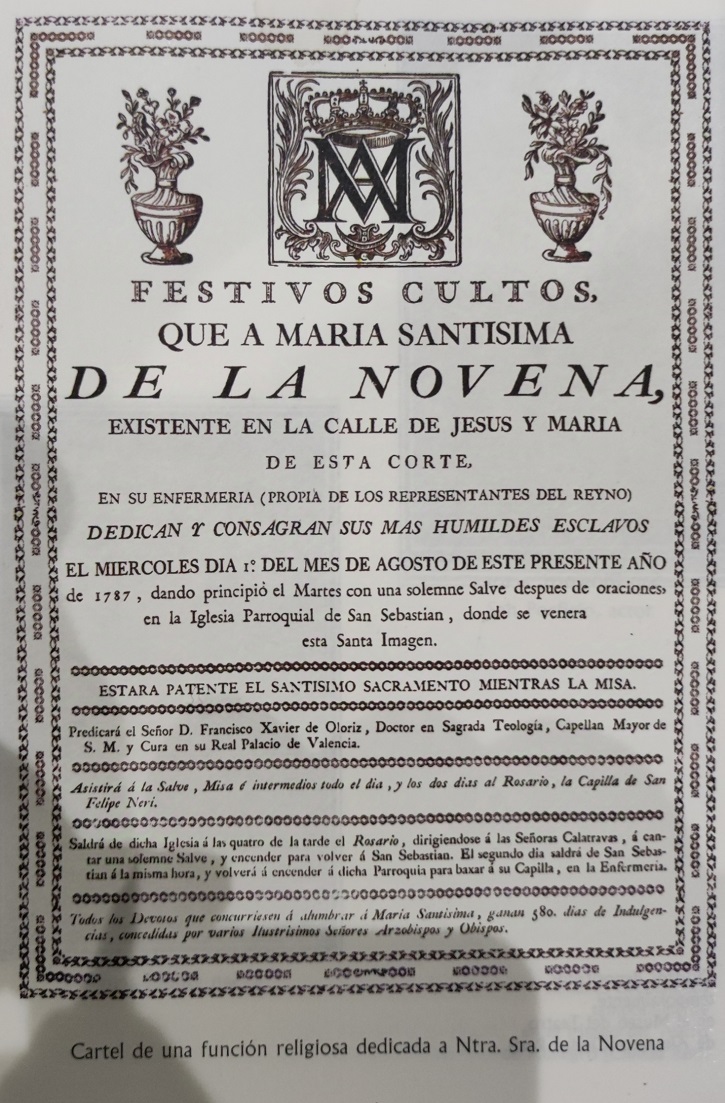 FESTIVOS CULTOS,
QUE A MARIA SANTISIMA
DE LA NOVENA,
EXISTENTE EN LA CALLE DE JESUS Y MARIA
DE ESTA CORTE,
EN SU ENFERMERIA (PROPIA DE LOS REPRESENTANTES DEL REYNO)
DEDICAN Y CONSAGRAN SUS MAS HUMILDES ESCLAVOS
EL MIERCOLES DIA 1.º DEL MES DE AGOSTO DE ESTE PRESENTE AÑO
de 1787, dando principiò el Martes con una solemne Salve despues de oraciones,
en la Iglesia Parroquial de San Sebastian, donde se venera
esta Santa Imagen.
ESTARA PATENTE EL SANTISIMO SACRAMENTO MIENTRAS LA MISA.
Predicará el Señor D. Francisco Xavier de Oloriz, Doctor en Sagrada Teología, Capellan Mayor de
S. M. y Cura en su Real Palacio de Valencia.
Asistirá á la Salve, Misa é intermedios todo el dia, y los dos dias al Rosario, la Capilla de San
Felipe Neri.
Saldrá de dicha Iglesia á las quatro de la tarde el Rosario, dirigiendose á las Señoras Calatravas, á can-
tar una solemne Salve, y encender para volver á San Sebastian. El segundo dia saldrá de San Sebas-
tian á la misma hora, y volverá á encender á dicha Parroquia para baxar á su Capilla, en la Enfermeria.
Todos los Devotos que concurriesen á alumbrar á Maria Santisima, ganan 580. dias de Indulgen-
cias, concedidas por varios Ilustrisimos Señores Arzobispos y Obispos.
Cartel de una función religiosa dedicada a Ntra. Sra. de la Novena